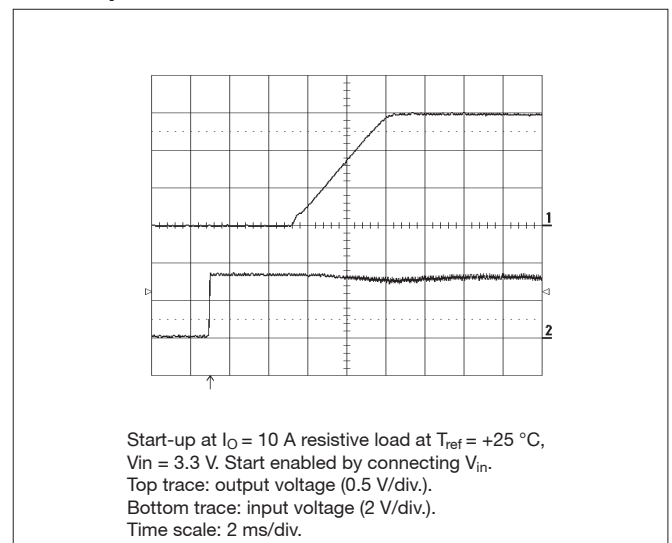 1
2
Start-up at IO = 10 A resistive load at Tref = +25 °C,
Vin = 3.3 V. Start enabled by connecting Vin.
Top trace: output voltage (0.5 V/div.).
Bottom trace: input voltage (2 V/div.).
Time scale: 2 ms/div.